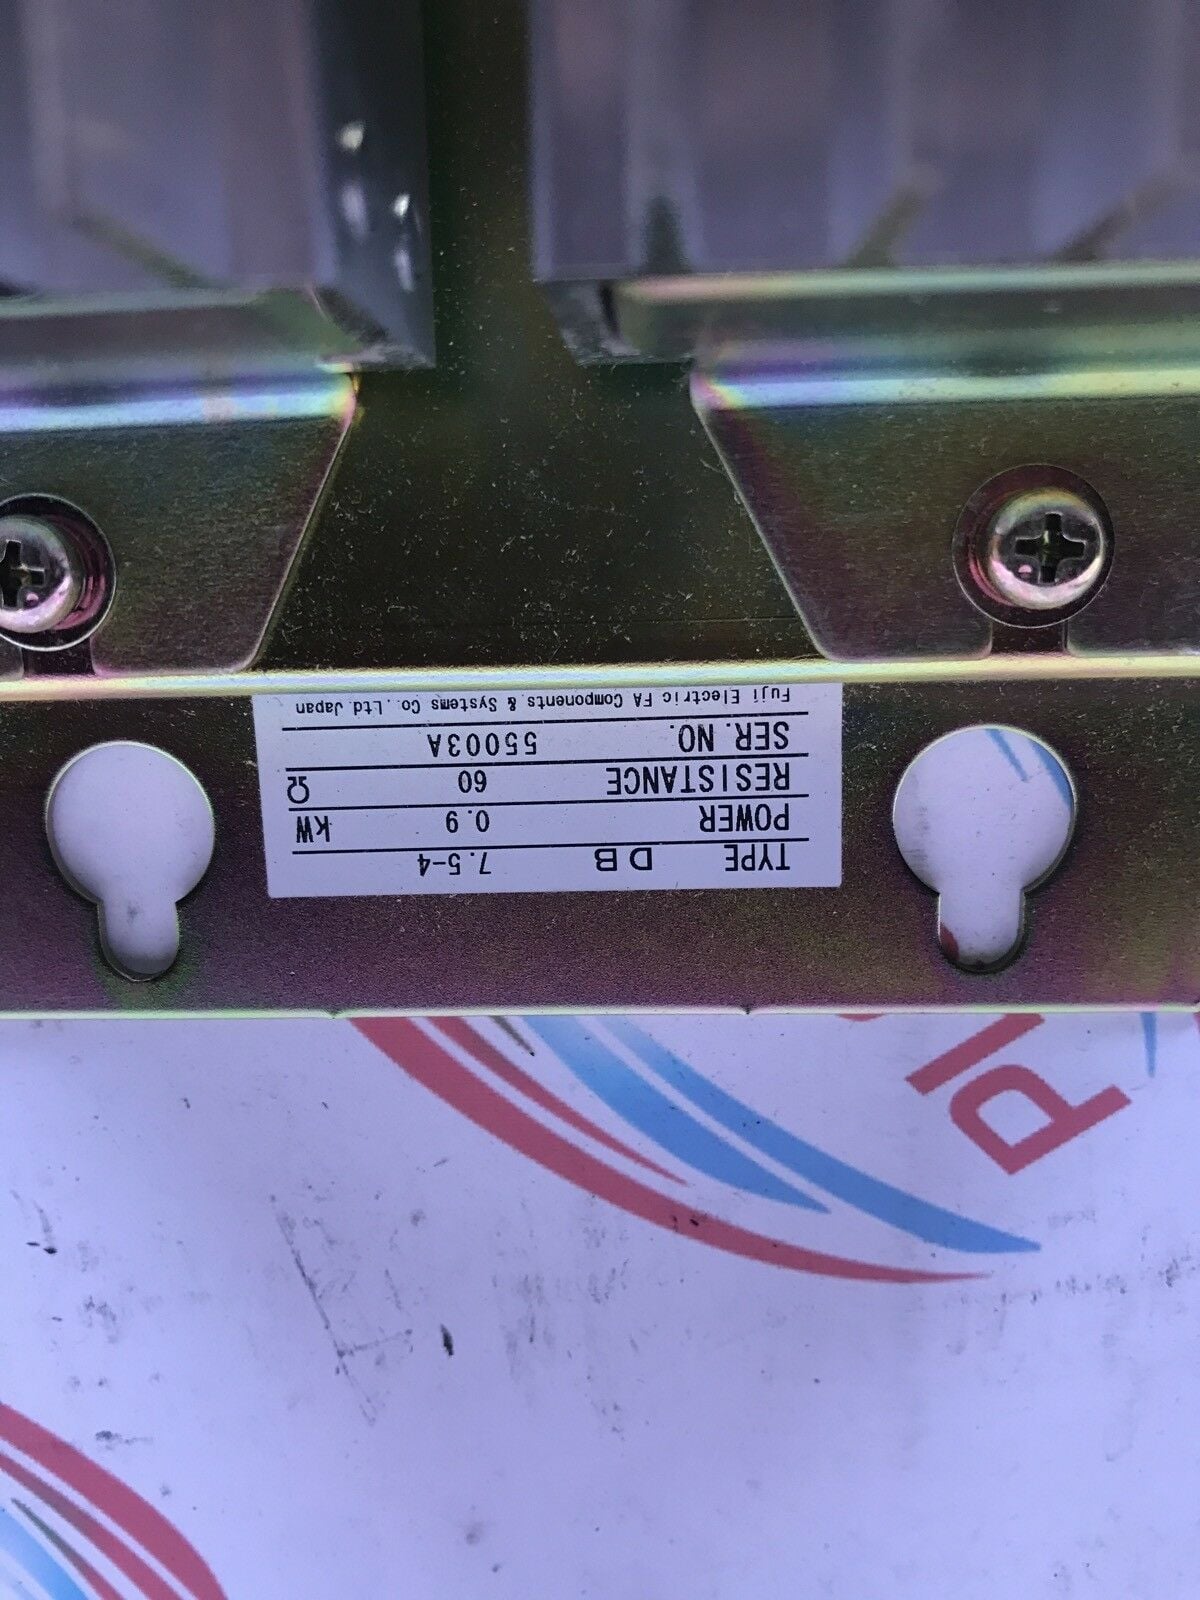 TYPE DB 7.5-4
POWER 0.9 kW
RESISTANCE 60 Ω
SER. NO. 55003A
Fuji Electric FA Components & Systems Co., Ltd. Japan